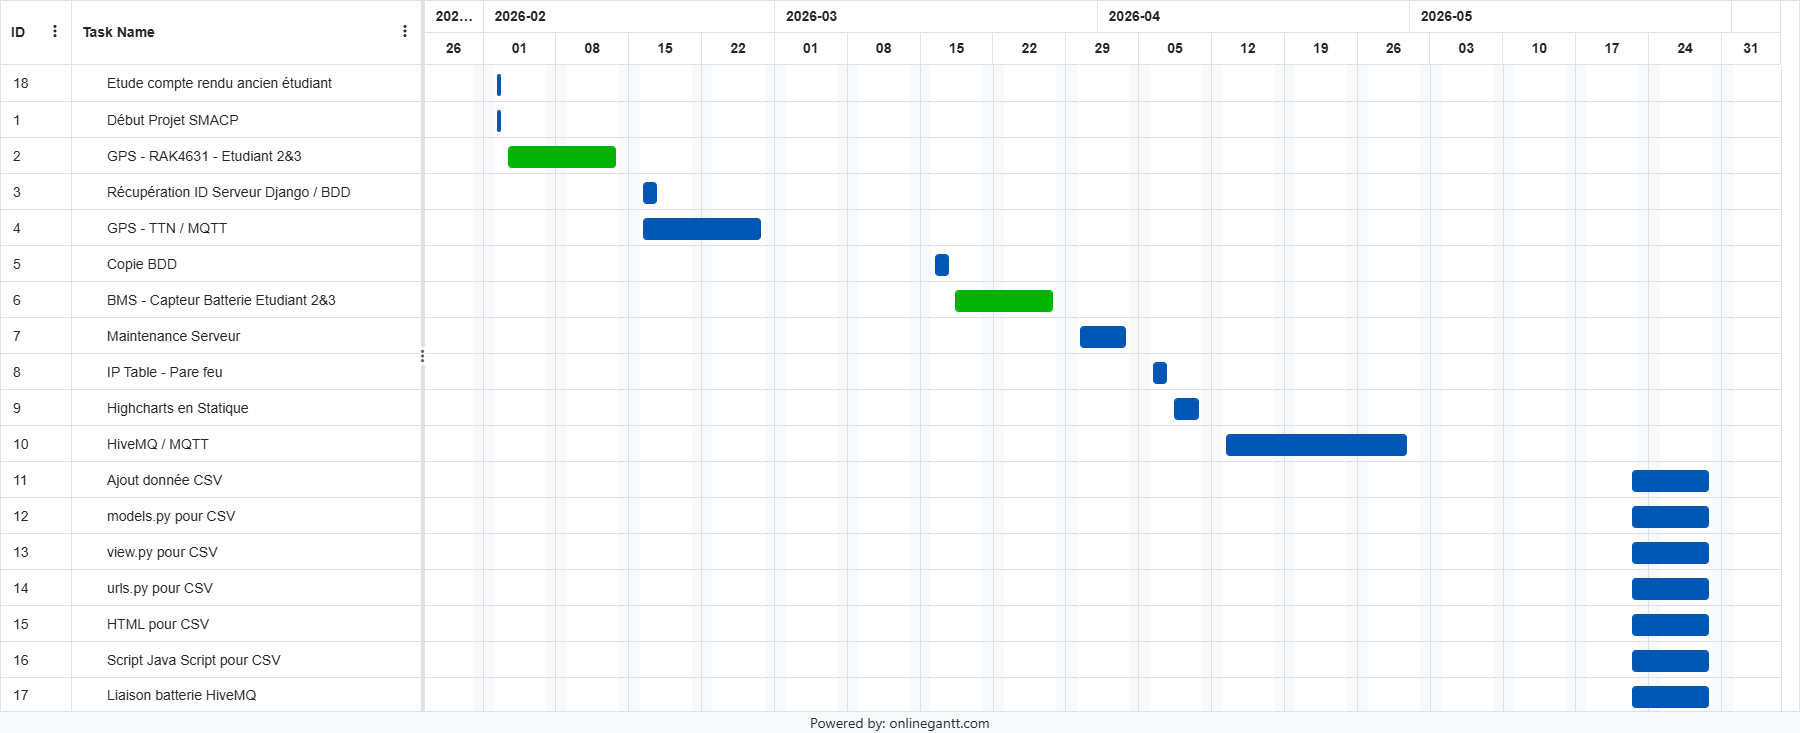 ID Task Name 202... 2026-02 2026-03 2026-04 2026-05
26 01 08 15 22 01 08 15 22 29 05 12 19 26 03 10 17 24 31
18 Etude compte rendu ancien étudiant
1 Début Projet SMACP
2 GPS - RAK4631 - Etudiant 2&3
3 Récupération ID Serveur Django / BDD
4 GPS - TTN / MQTT
5 Copie BDD
6 BMS - Capteur Batterie Etudiant 2&3
7 Maintenance Serveur
8 IP Table - Pare feu
9 Highcharts en Statique
10 HiveMQ / MQTT
11 Ajout donnée CSV
12 models.py pour CSV
13 view.py pour CSV
14 urls.py pour CSV
15 HTML pour CSV
16 Script Java Script pour CSV
17 Liaison batterie HiveMQ
Powered by: onlinegantt.com